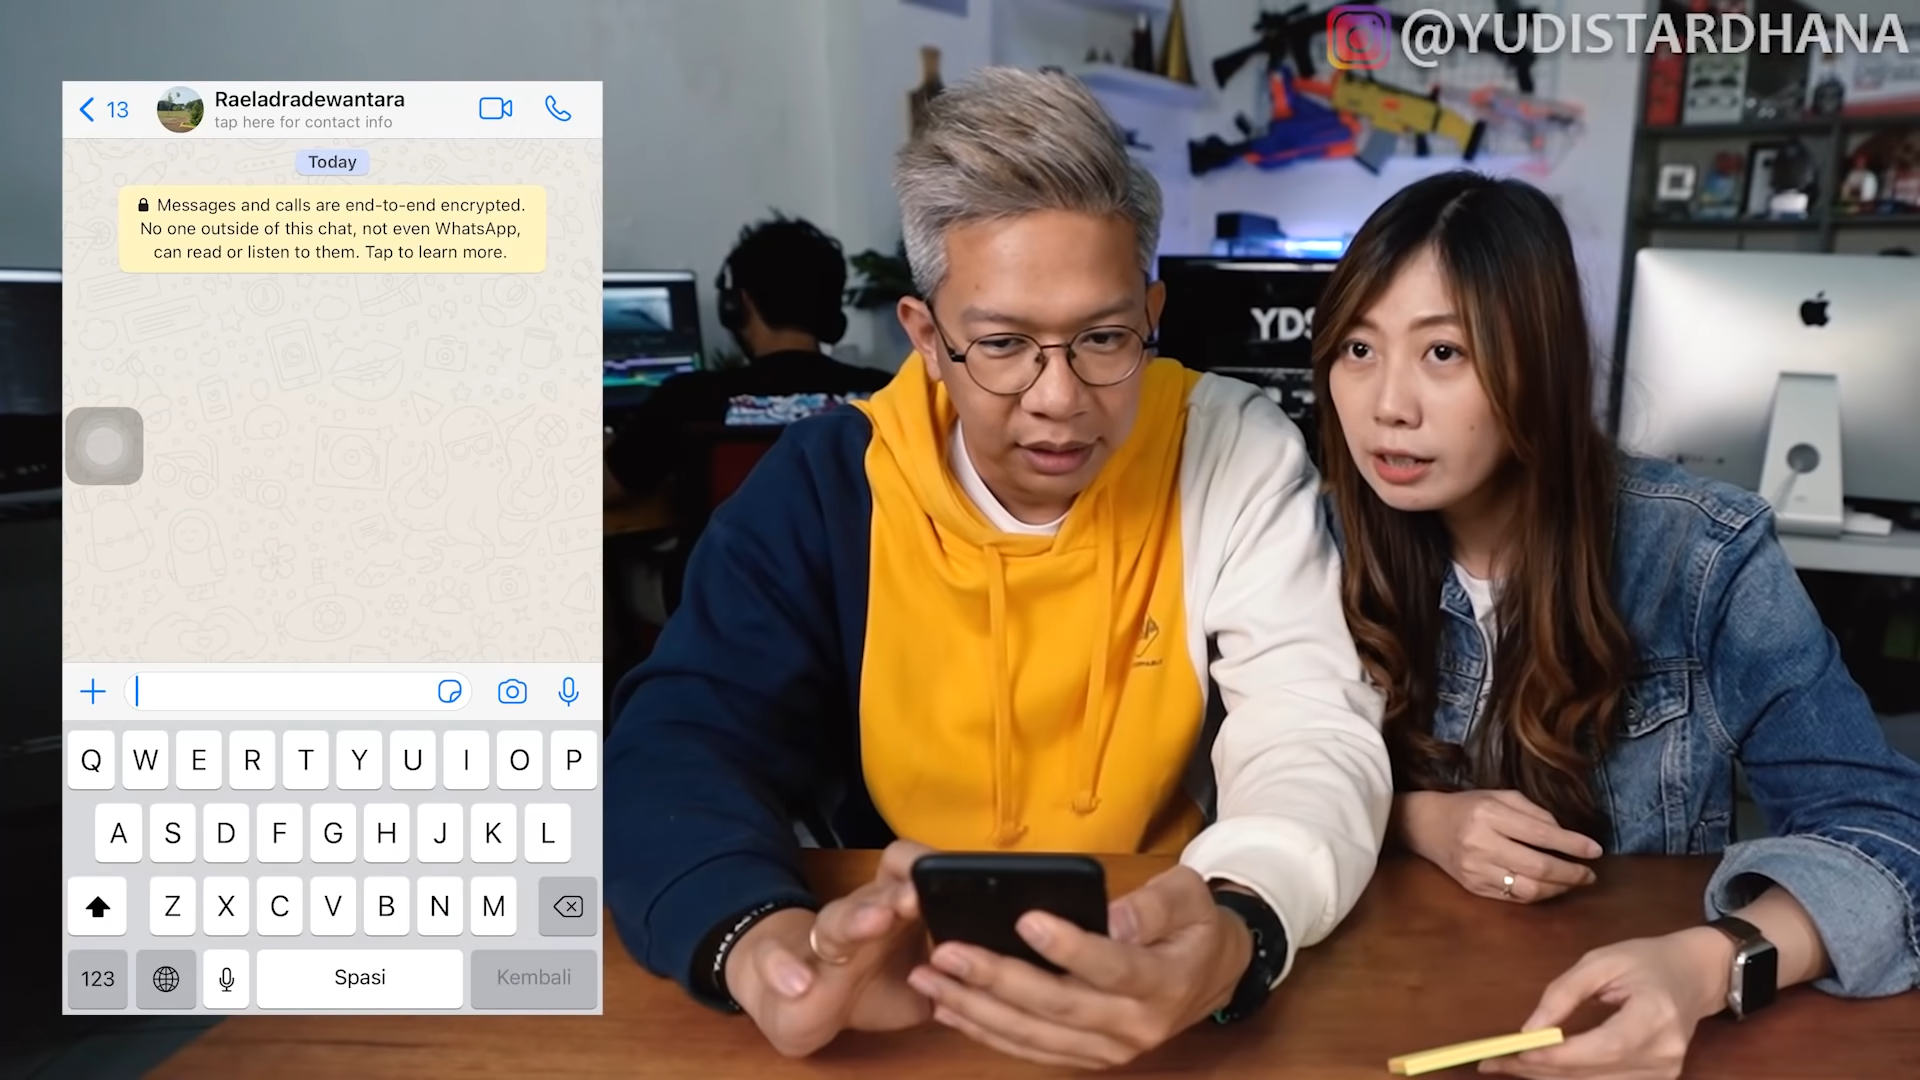 @YUDISTARDHANA
13
Raeladradewantara
tap here for contact info
Today
Messages and calls are end-to-end encrypted.
No one outside of this chat, not even WhatsApp,
can read or listen to them. Tap to learn more.
Q W E R T Y U I O P
A S D F G H J K L
Z X C V B N M
123
Spasi
Kembali
YDS